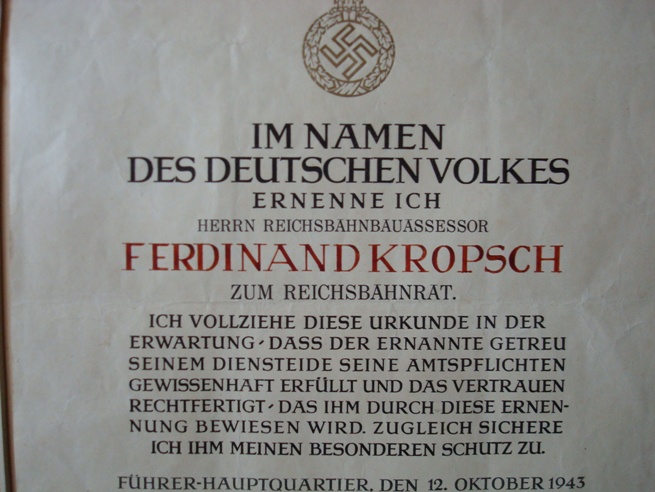 IM NAMEN
DES DEUTSCHEN VOLKES
ERNENNE ICH
HERRN REICHSBAHNBAUASSESSOR
FERDINAND KROPSCH
ZUM REICHSBAHNRAT.
ICH VOLLZIEHE DIESE URKUNDE IN DER
ERWARTUNG, DASS DER ERNANNTE GETREU
SEINEM DIENSTEIDE SEINE AMTSPFLICHTEN
GEWISSENHAFT ERFÜLLT UND DAS VERTRAUEN
RECHTFERTIGT, DAS IHM DURCH DIESE ERNEN-
NUNG BEWIESEN WIRD. ZUGLEICH SICHERE
ICH IHM MEINEN BESONDEREN SCHUTZ ZU.
FÜHRER-HAUPTQUARTIER, DEN 12. OKTOBER 1943